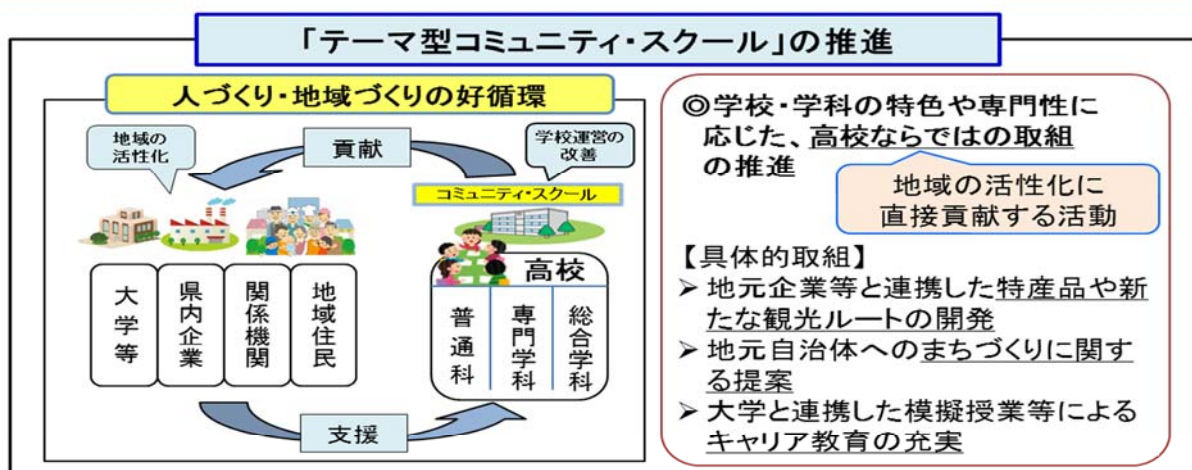 「テーマ型コミュニティ・スクール」の推進
人づくり・地域づくりの好循環
地域の
活性化
貢献
学校運営の
改善
コミュニティ・スクール
大学等
県内企業
関係機関
地域住民
高校
普通科
専門学科
総合学科
支援
◎学校・学科の特色や専門性に
応じた、高校ならではの取組
の推進
地域の活性化に
直接貢献する活動
【具体的取組】
➢ 地元企業等と連携した特産品や新
たな観光ルートの開発
➢ 地元自治体へのまちづくりに関す
る提案
➢ 大学と連携した模擬授業等による
キャリア教育の充実